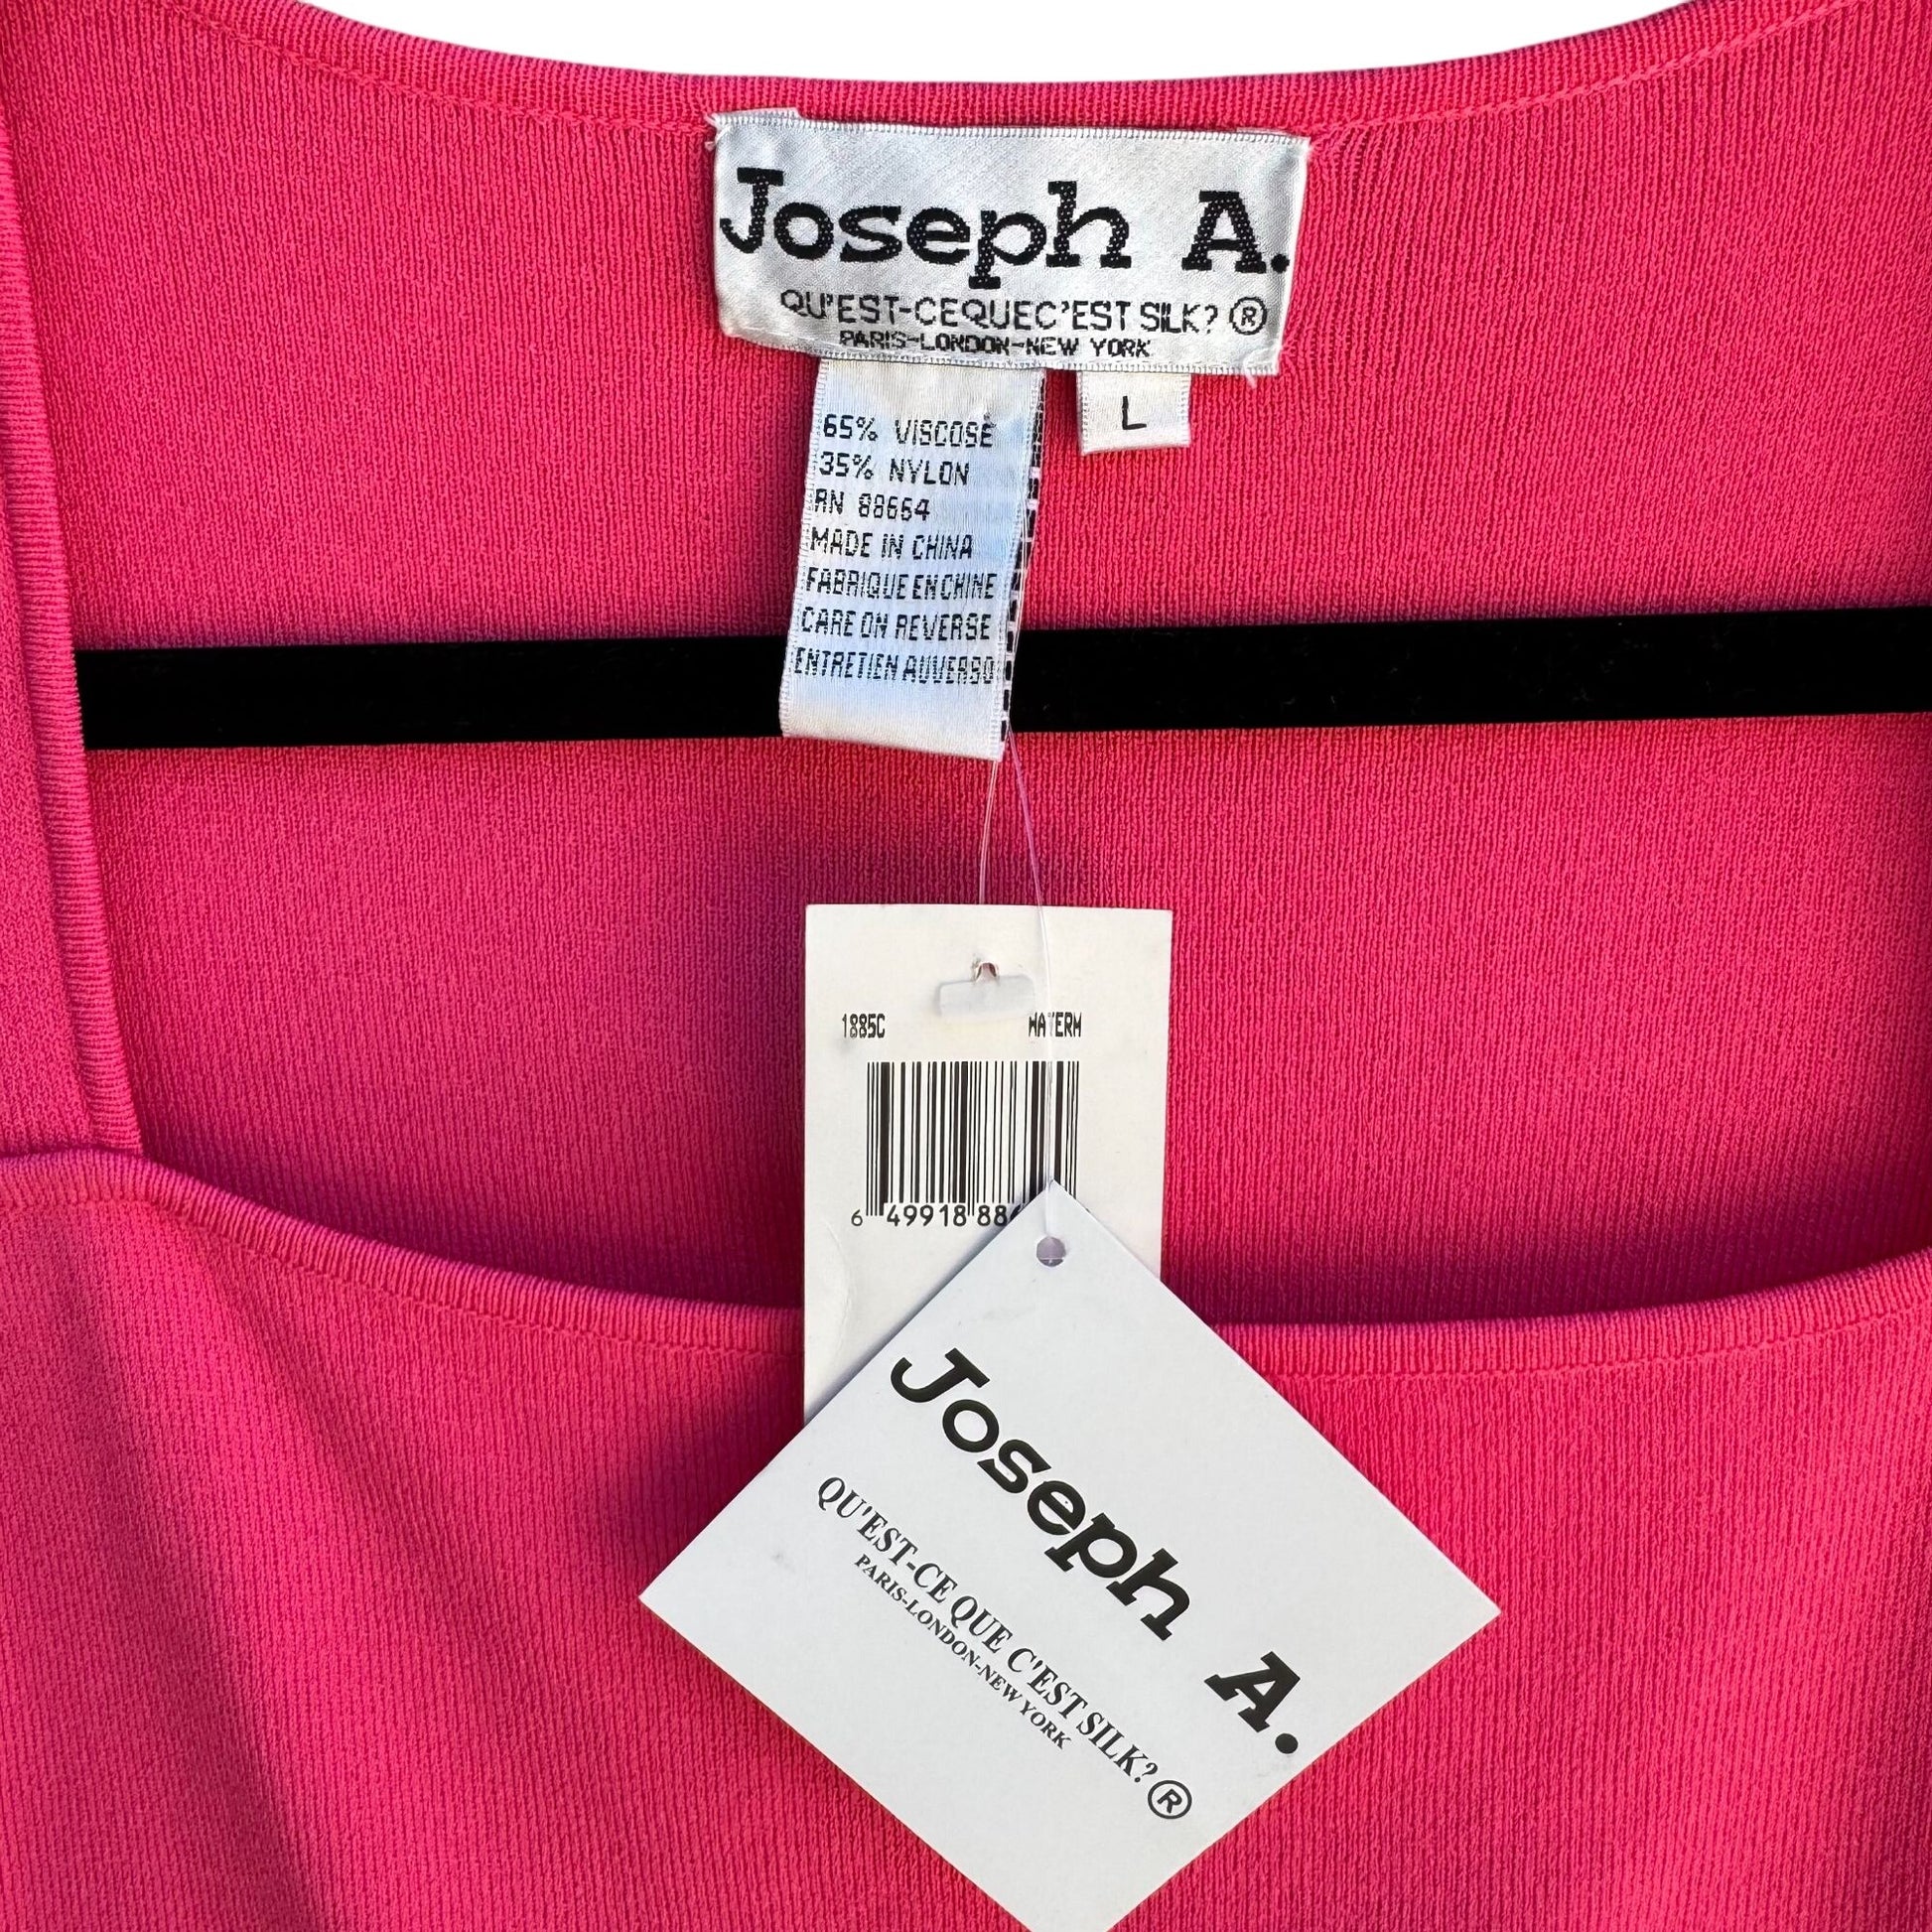 Joseph A.
QU'EST-CEQUEC'EST SILK? ®
PARIS-LONDON-NEW YORK
L
65% VISCOSE
35% NYLON
RN 88664
MADE IN CHINA
FABRIQUE EN CHINE
CARE ON REVERSE
ENTRETIEN AUVERSO
1885C WATERM
6 49918 88
Joseph A.
QU'EST-CE QUE C'EST SILK? ®
PARIS-LONDON-NEW YORK